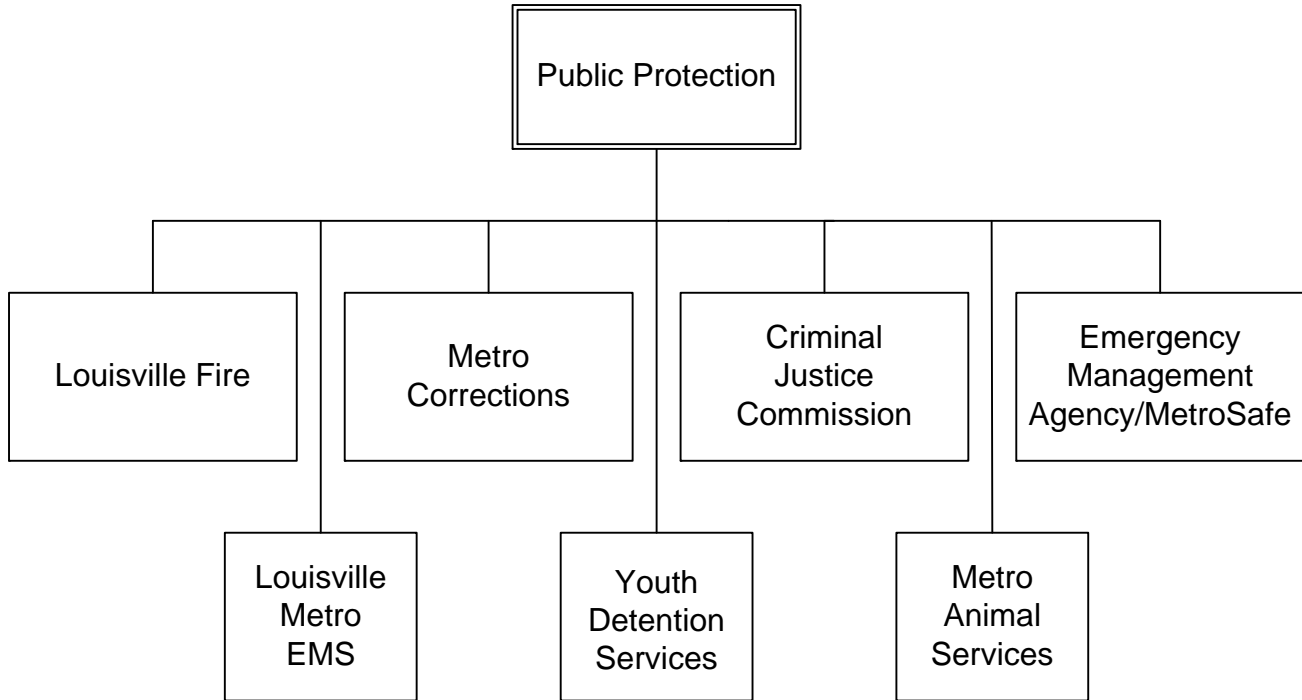 Public Protection
Louisville Fire
Metro
Corrections
Criminal
Justice
Commission
Emergency
Management
Agency/MetroSafe
Louisville
Metro
EMS
Youth
Detention
Services
Metro
Animal
Services